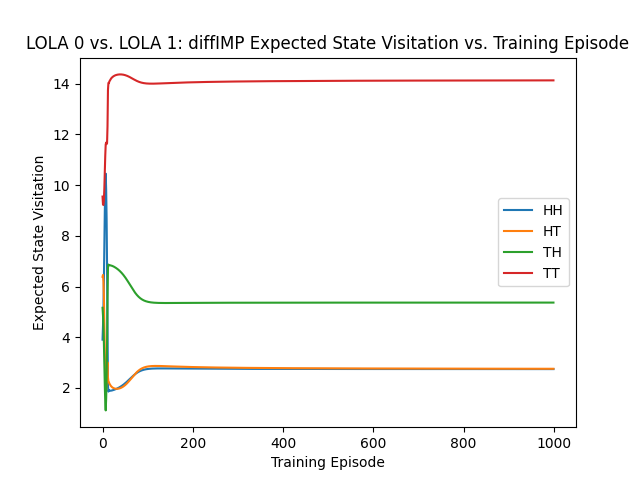 LOLA 0 vs. LOLA 1: diffIMP Expected State Visitation vs. Training Episode
Expected State Visitation
14
12
10
8
6
4
2
HH
HT
TH
TT
0
200
400
600
800
1000
Training Episode